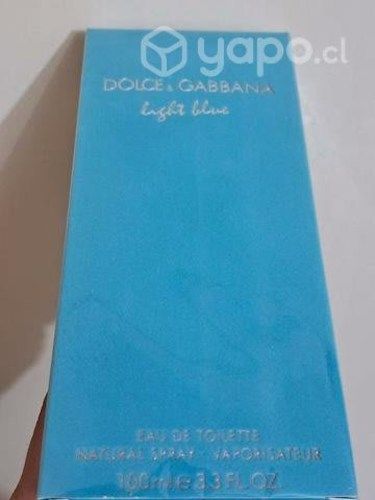 yapo.cl
DOLCE & GABBANA
light blue
EAU DE TOILETTE
NATURAL SPRAY - VAPORISATEUR
100ml e 3.3 FL.OZ.